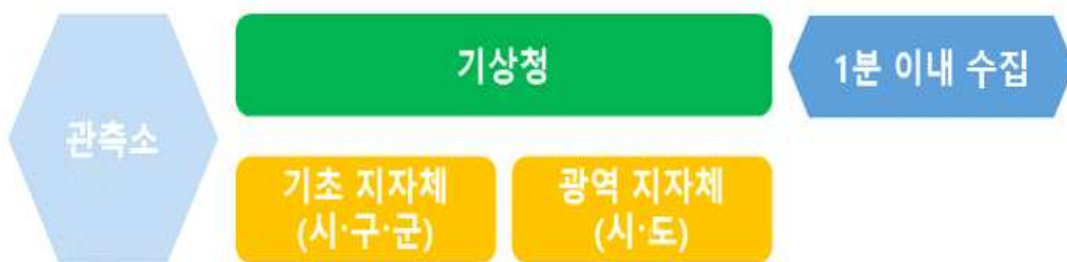 관측소
기상청
1분 이내 수집
기초 지자체
(시·구·군)
광역 지자체
(시·도)